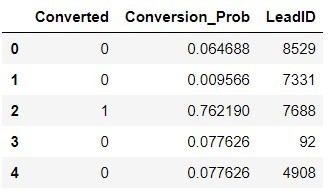 Converted Conversion_Prob LeadID
0 0 0.064688 8529
1 0 0.009566 7331
2 1 0.762190 7688
3 0 0.077626 92
4 0 0.077626 4908